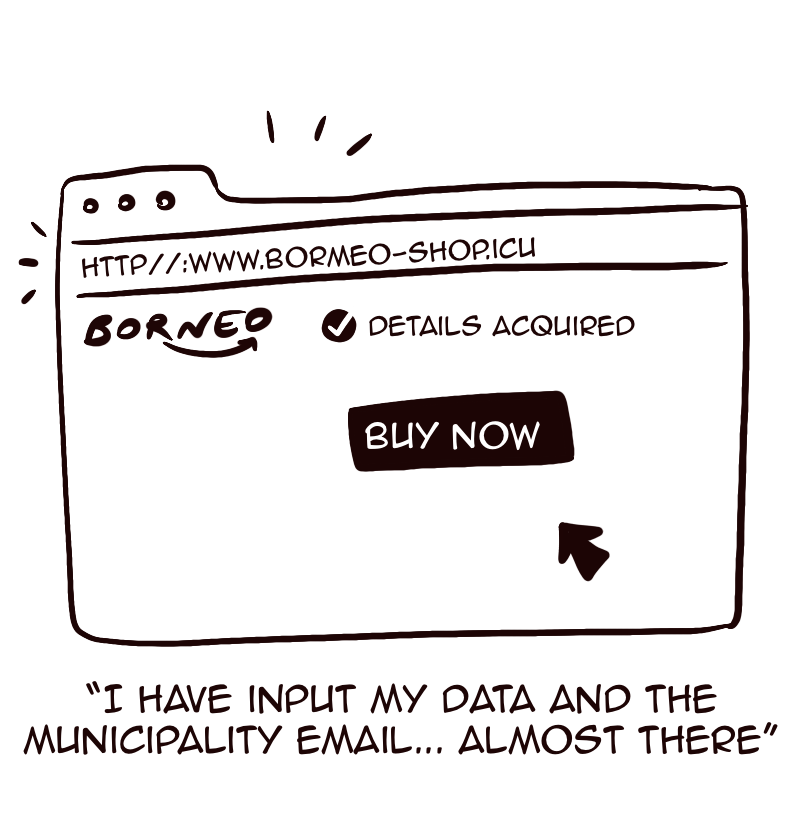 HTTP//:WWW.BORMEO-SHOP.ICU
BORNEO
DETAILS ACQUIRED
BUY NOW
"I HAVE INPUT MY DATA AND THE
MUNICIPALITY EMAIL... ALMOST THERE"